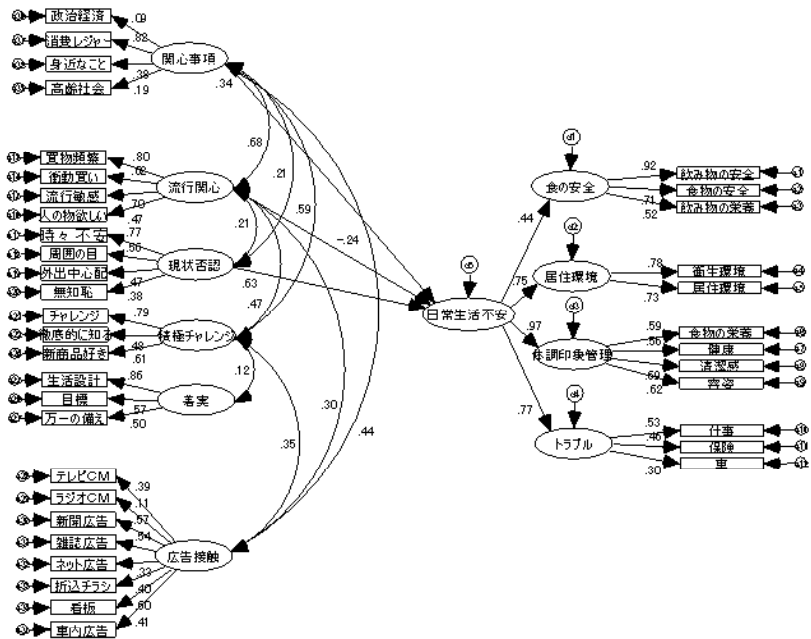 政治経済
.09
消費レジャー
.82
身近なこと
.38
高齢社会
.19
関心事項
.34
.68
.21
.59
買物頻繁
.80
衝動買い
.62
流行敏感
.70
人の物欲しい
.47
流行関心
.21
-.24
時々不安
.77
周囲の目
.56
外出中心配
.47
無知恥
.38
現状否認
.63
.47
チャレンジ
.79
徹底的に知る
.48
新商品好き
.61
積極チャレンジ
.12
生活設計
.86
目標
.57
万一の備え
.50
着実
.30
.35
.44
テレビCM
.39
ラジオCM
.11
新聞広告
.57
雑誌広告
.54
ネット広告
.33
折込チラシ
.40
看板
.60
車内広告
.41
広告接触
日常生活不安
.44
.75
.97
.77
d1
食の安全
.92
飲み物の安全
.71
食物の安全
.52
飲み物の栄養
d2
居住環境
.78
衛生環境
.73
居住環境
d3
体調印象管理
.59
食物の栄養
.56
健康
.69
清潔感
.62
d4
トラブル
.53
仕事
.46
保険
.30
車